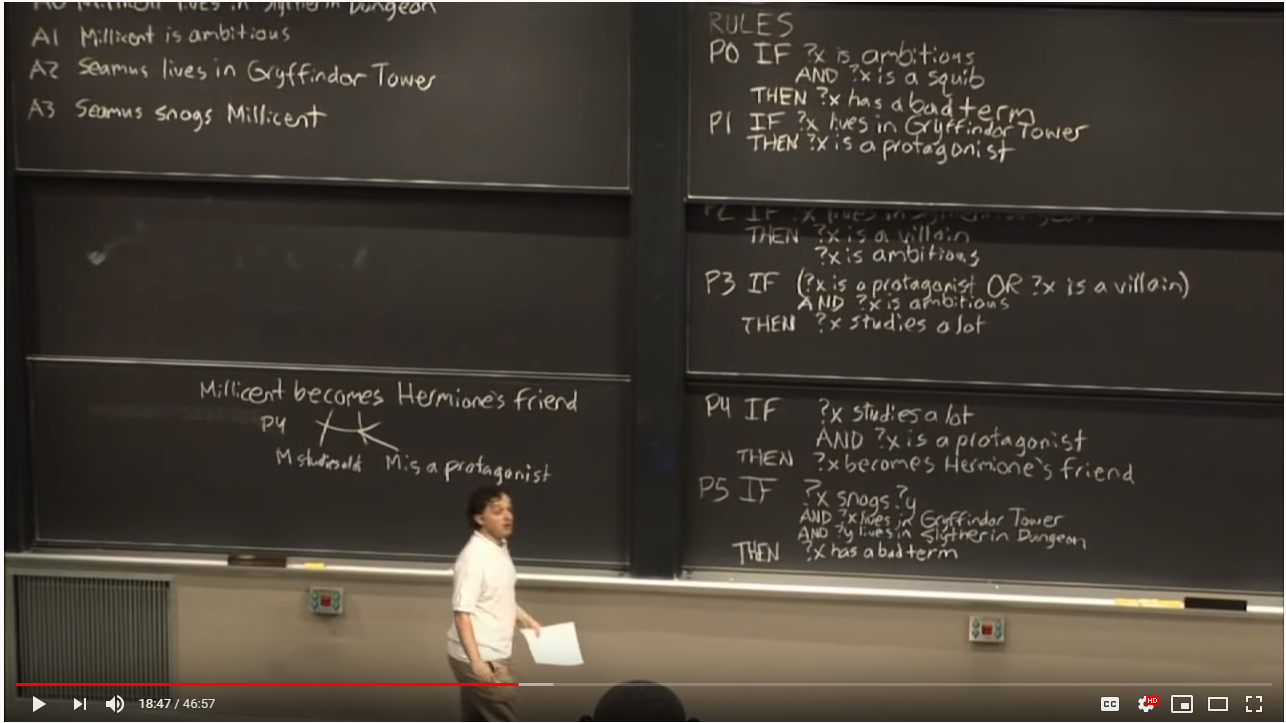 A0 Millicent lives in Slytherin Dungeon
A1 Millicent is ambitious
A2 Seamus lives in Gryffindor Tower
A3 Seamus snogs Millicent
Millicent becomes Hermione's friend
P4
M studies a lot M is a protagonist
RULES
P0 IF ?x is ambitious
AND ?x is a squib
THEN ?x has a bad term
P1 IF ?x lives in Gryffindor Tower
THEN ?x is a protagonist
P2 IF ?x lives in Slytherin Dungeon
THEN ?x is a villain
?x is ambitious
P3 IF (?x is a protagonist OR ?x is a villain)
AND ?x is ambitious
THEN ?x studies a lot
P4 IF ?x studies a lot
AND ?x is a protagonist
THEN ?x becomes Hermione's friend
P5 IF ?x snogs ?y
AND ?x lives in Gryffindor Tower
AND ?y lives in Slytherin Dungeon
THEN ?x has a bad term
18:47 / 46:57
CC
HD